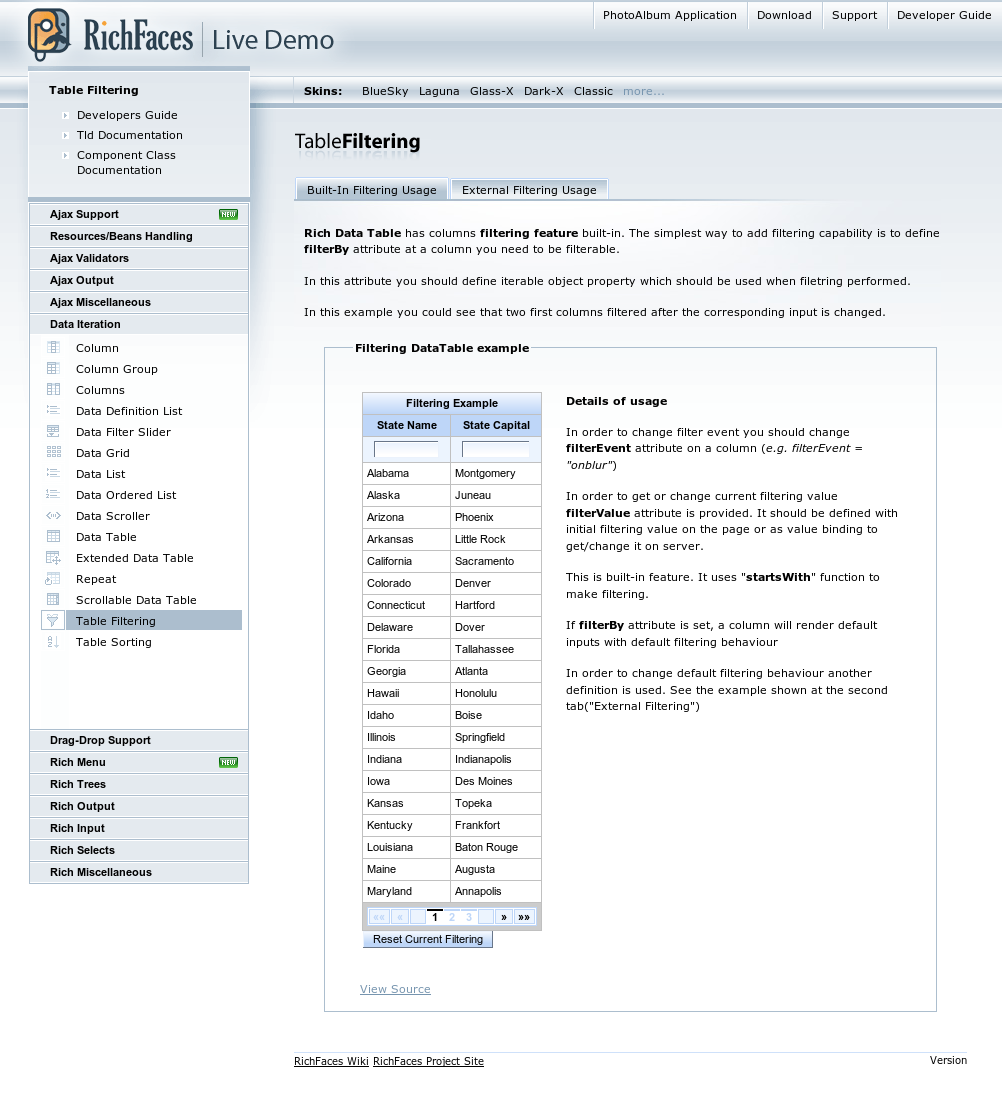 PhotoAlbum Application Download Support Developer Guide
RichFaces Live Demo
Skins: BlueSky Laguna Glass-X Dark-X Classic more...
Table Filtering
Developers Guide
Tld Documentation
Component Class
Documentation
Ajax Support NEW
Resources/Beans Handling
Ajax Validators
Ajax Output
Ajax Miscellaneous
Data Iteration
Column
Column Group
Columns
Data Definition List
Data Filter Slider
Data Grid
Data List
Data Ordered List
Data Scroller
Data Table
Extended Data Table
Repeat
Scrollable Data Table
Table Filtering
Table Sorting
Drag-Drop Support
Rich Menu NEW
Rich Trees
Rich Output
Rich Input
Rich Selects
Rich Miscellaneous
TableFiltering
Built-In Filtering Usage External Filtering Usage
Rich Data Table has columns filtering feature built-in. The simplest way to add filtering capability is to define
filterBy attribute at a column you need to be filterable.
In this attribute you should define iterable object property which should be used when filetring performed.
In this example you could see that two first columns filtered after the corresponding input is changed.
Filtering DataTable example
Filtering Example
State Name State Capital
Alabama Montgomery
Alaska Juneau
Arizona Phoenix
Arkansas Little Rock
California Sacramento
Colorado Denver
Connecticut Hartford
Delaware Dover
Florida Tallahassee
Georgia Atlanta
Hawaii Honolulu
Idaho Boise
Illinois Springfield
Indiana Indianapolis
Iowa Des Moines
Kansas Topeka
Kentucky Frankfort
Louisiana Baton Rouge
Maine Augusta
Maryland Annapolis
«« « 1 2 3 » »»
Reset Current Filtering
Details of usage
In order to change filter event you should change
filterEvent attribute on a column (e.g. filterEvent =
"onblur")
In order to get or change current filtering value
filterValue attribute is provided. It should be defined with
initial filtering value on the page or as value binding to
get/change it on server.
This is built-in feature. It uses "startsWith" function to
make filtering.
If filterBy attribute is set, a column will render default
inputs with default filtering behaviour
In order to change default filtering behaviour another
definition is used. See the example shown at the second
tab("External Filtering")
View Source
RichFaces Wiki RichFaces Project Site Version